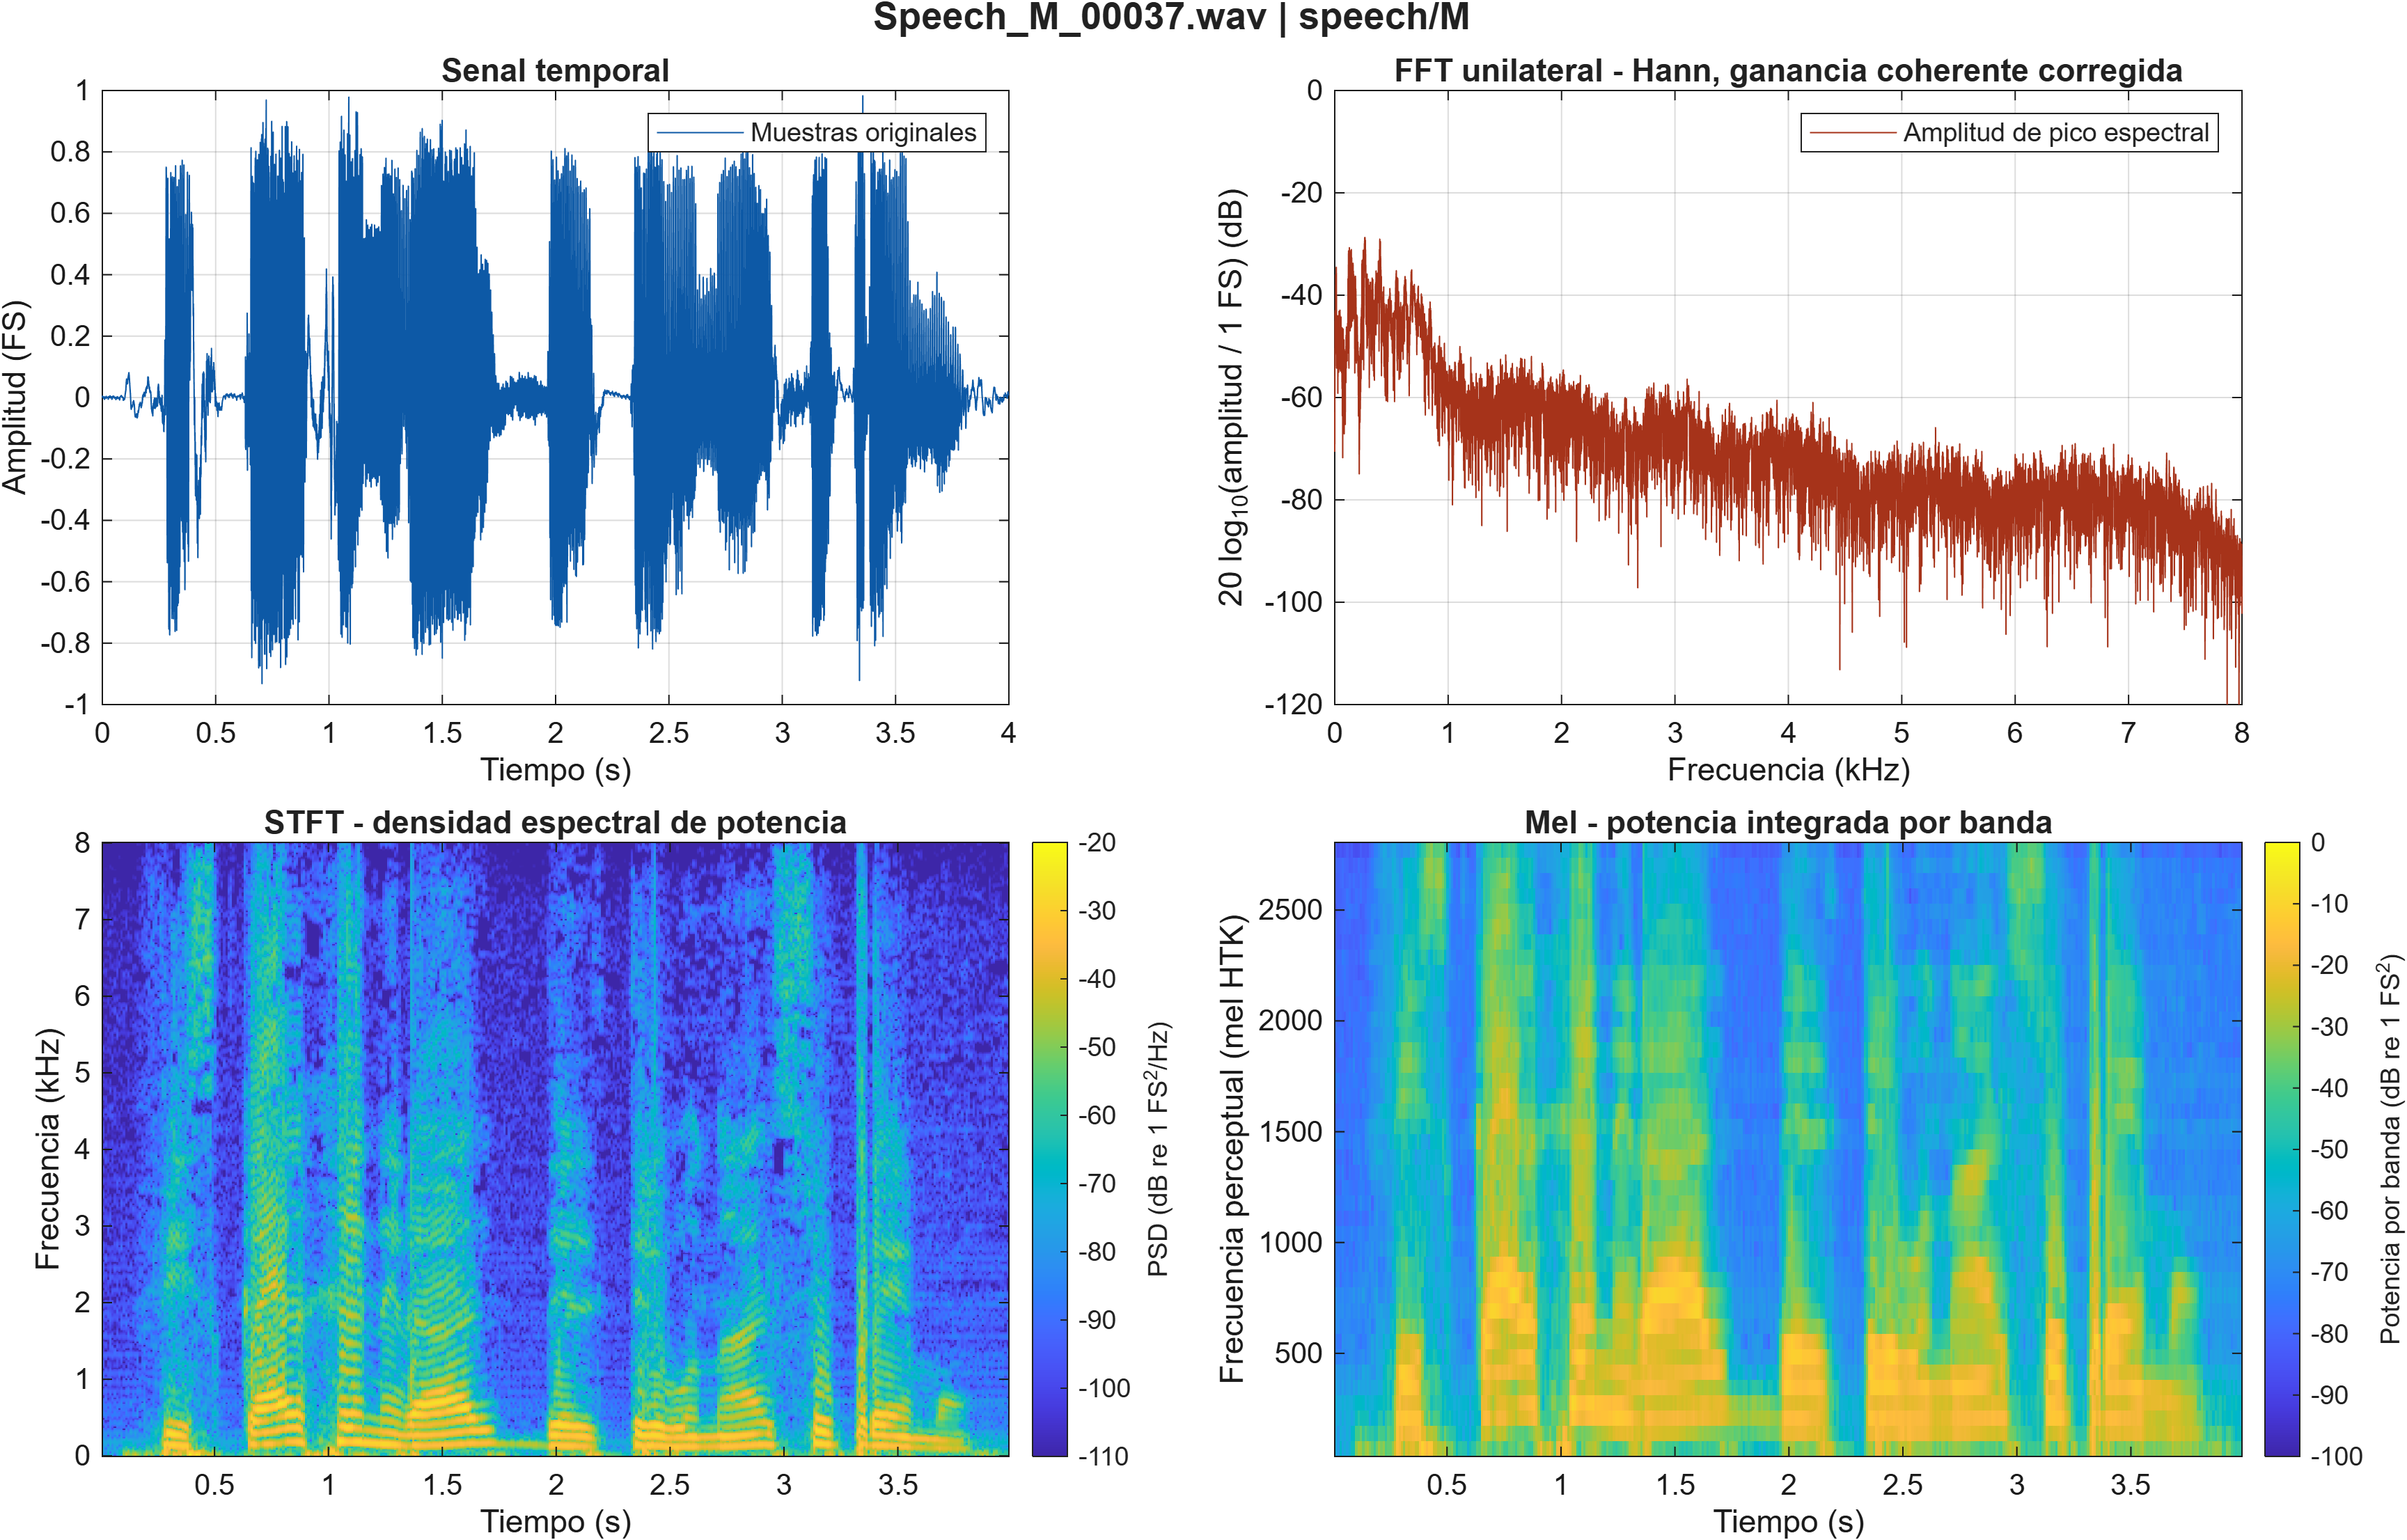 Speech_M_00037.wav | speech/M
Senal temporal
1
0.8
0.6
0.4
0.2
0
-0.2
-0.4
-0.6
-0.8
-1
Amplitud (FS)
Muestras originales
0 0.5 1 1.5 2 2.5 3 3.5 4
Tiempo (s)
FFT unilateral - Hann, ganancia coherente corregida
0
-20
-40
-60
-80
-100
-120
20 log10(amplitud / 1 FS) (dB)
Amplitud de pico espectral
0 1 2 3 4 5 6 7 8
Frecuencia (kHz)
STFT - densidad espectral de potencia
8
7
6
5
4
3
2
1
0
Frecuencia (kHz)
0.5 1 1.5 2 2.5 3 3.5
Tiempo (s)
-20
-30
-40
-50
-60
-70
-80
-90
-100
-110
PSD (dB re 1 FS²/Hz)
Mel - potencia integrada por banda
2500
2000
1500
1000
500
Frecuencia perceptual (mel HTK)
0.5 1 1.5 2 2.5 3 3.5
Tiempo (s)
0
-10
-20
-30
-40
-50
-60
-70
-80
-90
-100
Potencia por banda (dB re 1 FS²)